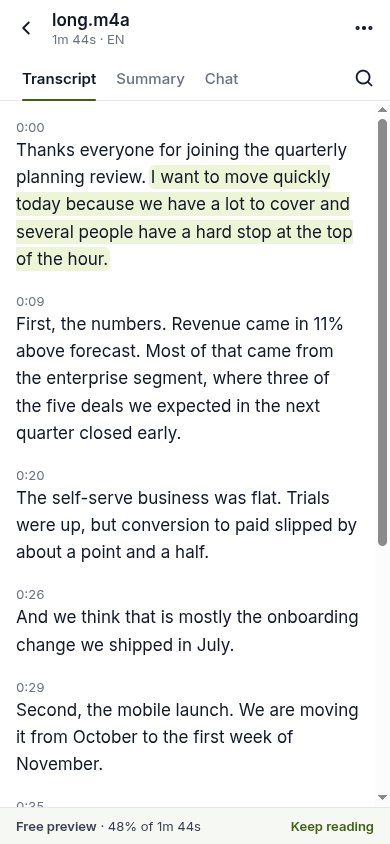 long.m4a
1m 44s · EN
Transcript Summary Chat
0:00
Thanks everyone for joining the quarterly
planning review. I want to move quickly
today because we have a lot to cover and
several people have a hard stop at the top
of the hour.
0:09
First, the numbers. Revenue came in 11%
above forecast. Most of that came from
the enterprise segment, where three of
the five deals we expected in the next
quarter closed early.
0:20
The self-serve business was flat. Trials
were up, but conversion to paid slipped by
about a point and a half.
0:26
And we think that is mostly the onboarding
change we shipped in July.
0:29
Second, the mobile launch. We are moving
it from October to the first week of
November.
0:35
Free preview · 48% of 1m 44s Keep reading